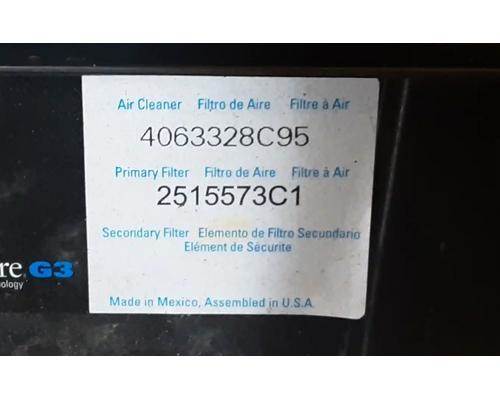 Air Cleaner Filtro de Aire Filtre à Air
4063328C95
Primary Filter Filtro de Aire Filtre à Air
2515573C1
Secondary Filter Elemento de Filtro Secundario
Elément de Sécurite
re. G3
nology
Made in Mexico, Assembled in U.S.A.